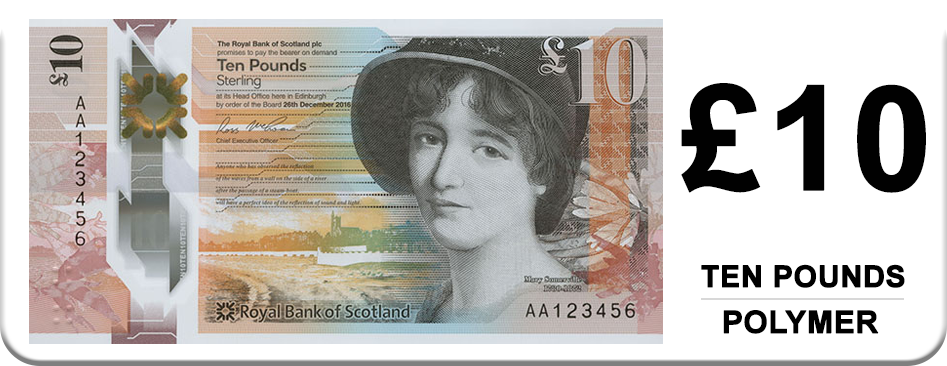 £10
AA123456
The Royal Bank of Scotland plc
promises to pay the bearer on demand
Ten Pounds
Sterling
at its Head Office here in Edinburgh
by order of the Board 26th December 2016
Chief Executive Officer
Anyone who has observed the reflection
of the waves from a wall on the side of a river
after the passage of a steam-boat,
will have a perfect idea of the reflection of sound and light.
£10
Mary Somerville
1780-1872
Royal Bank of Scotland
AA123456
£10
TEN POUNDS
POLYMER